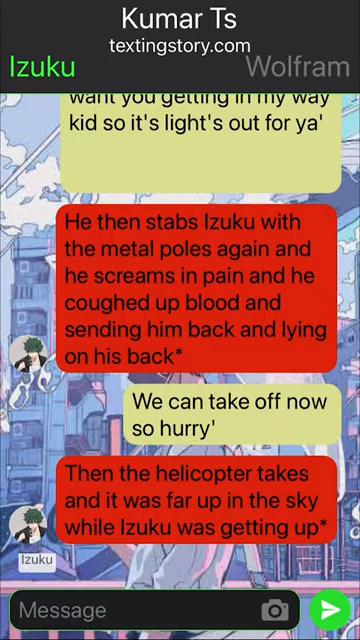 Kumar Ts
textingstory.com
Izuku
Wolfram
want you getting in my way
kid so it's light's out for ya'
He then stabs Izuku with
the metal poles again and
he screams in pain and he
coughed up blood and
sending him back and lying
on his back*
We can take off now
so hurry'
Then the helicopter takes
and it was far up in the sky
while Izuku was getting up*
Izuku
Message